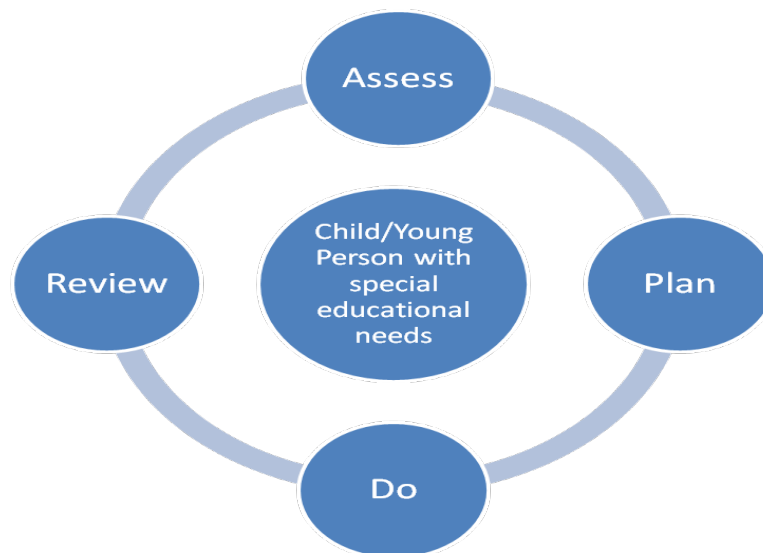 Assess
Child/Young
Person with
special
educational
needs
Review
Plan
Do